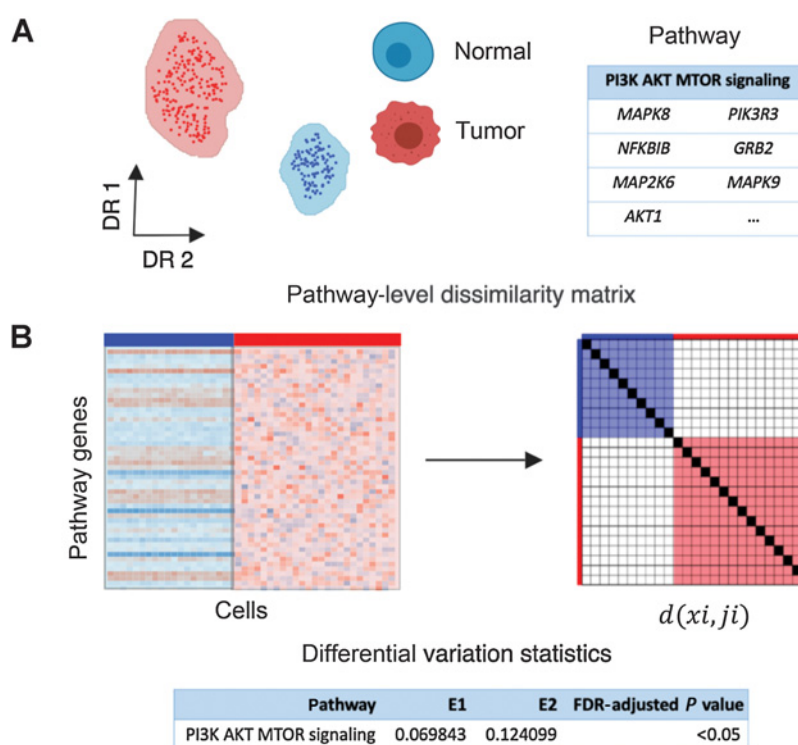 A
Normal
Tumor
DR 1
DR 2
Pathway
PI3K AKT MTOR signaling
MAPK8 PIK3R3
NFKBIB GRB2
MAP2K6 MAPK9
AKT1 ...
Pathway-level dissimilarity matrix
B
Pathway genes
Cells
d(xi, ji)
Differential variation statistics
Pathway E1 E2 FDR-adjusted P value
PI3K AKT MTOR signaling 0.069843 0.124099 <0.05